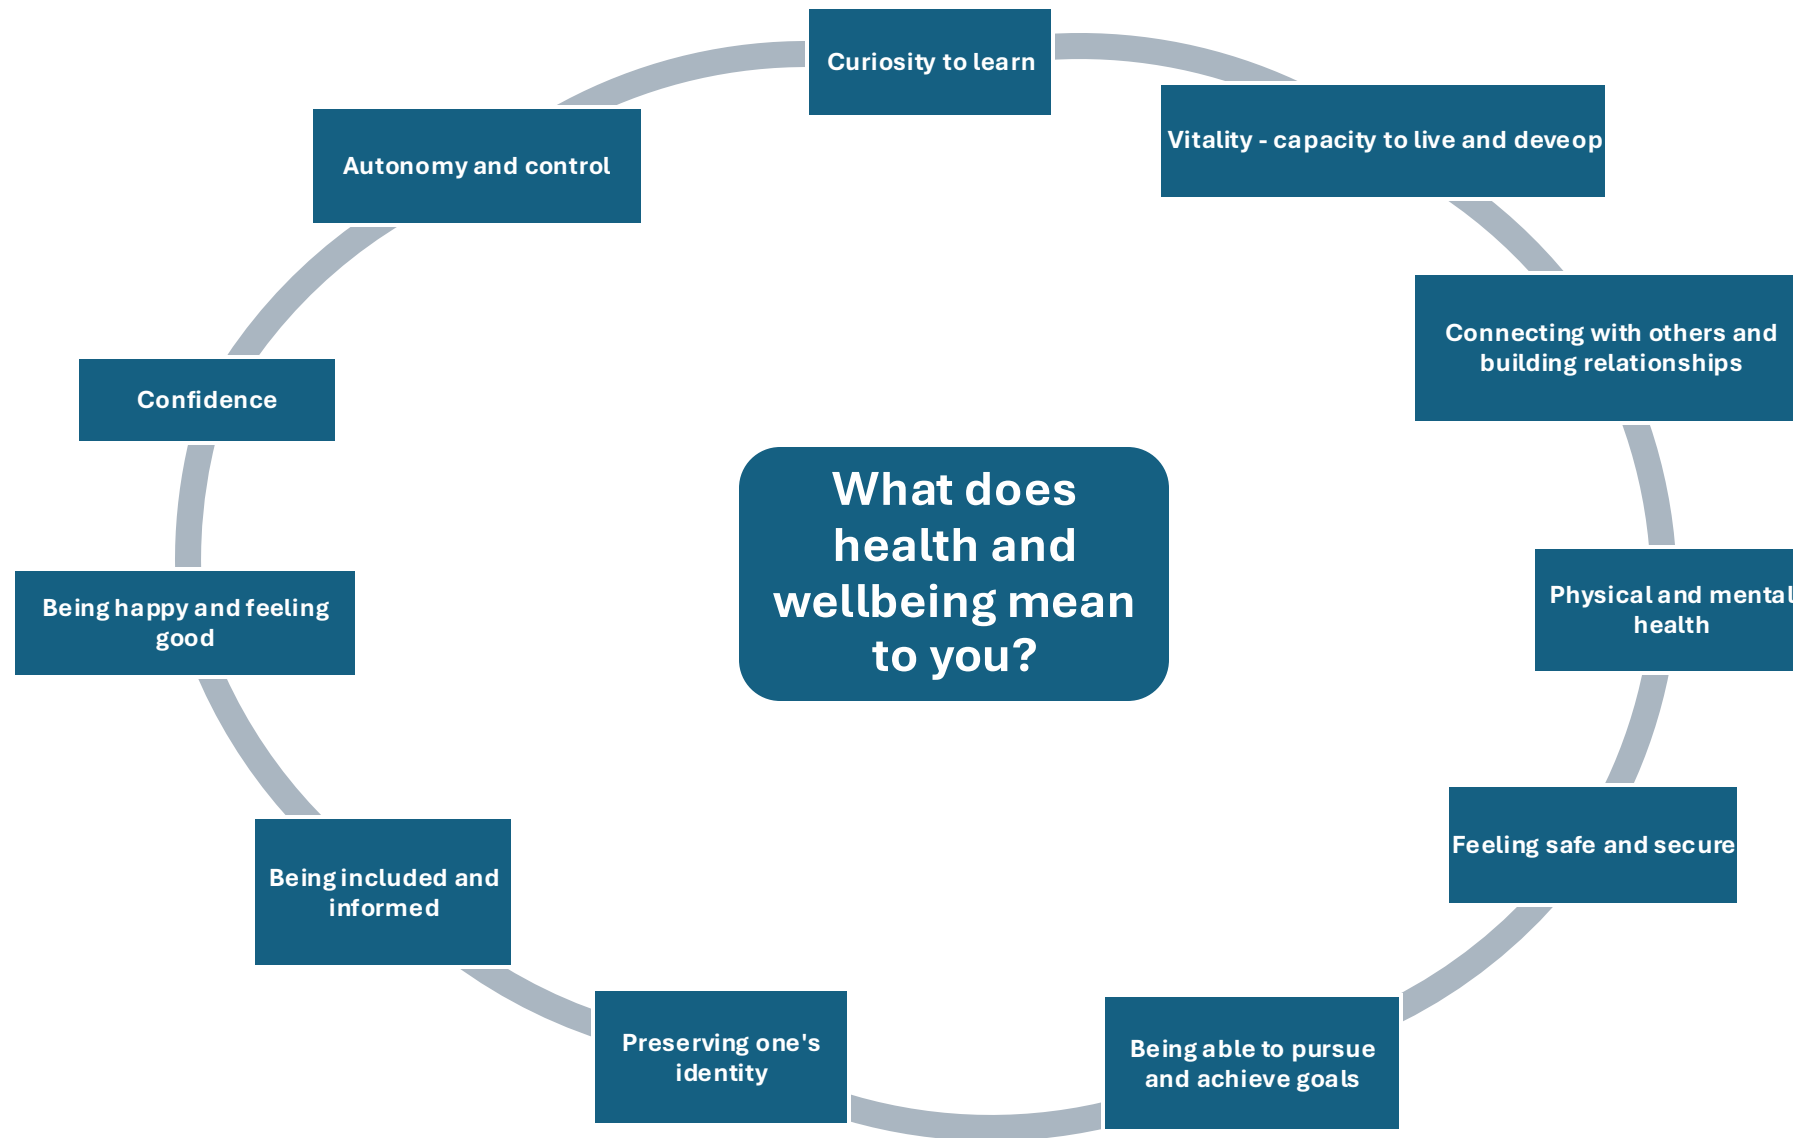 Curiosity to learn
Vitality - capacity to live and deveop
Connecting with others and
building relationships
Physical and mental
health
Feeling safe and secure
Being able to pursue
and achieve goals
Preserving one's
identity
Being included and
informed
Being happy and feeling
good
Confidence
Autonomy and control
What does
health and
wellbeing mean
to you?